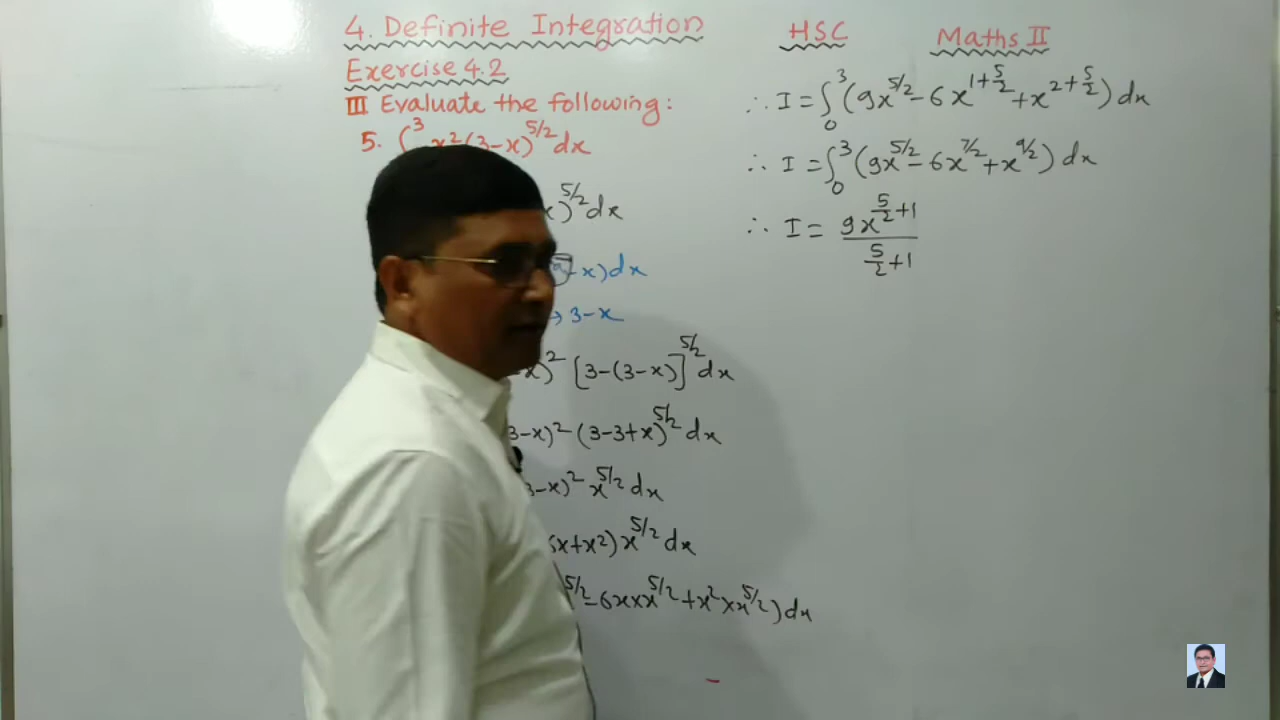 4. Definite Integration
HSC Maths II
Exercise 4.2
III Evaluate the following:
5. ∫³ x²(3-x)^5/2 dx
x)^5/2 dx
-x)dx
→ 3-x
-x)² [3-(3-x)]^5/2 dx
3-x)² (3-3+x)^5/2 dx
3-x)² x^5/2 dx
6x+x²) x^5/2 dx
^5/2 - 6x×x^5/2 + x²×x^5/2) dx
∴ I = ∫₀³ (9x^5/2 - 6x^1+5/2 + x^2+5/2) dx
∴ I = ∫₀³ (9x^5/2 - 6x^7/2 + x^9/2) dx
∴ I = 9x^5/2+1
5/2+1